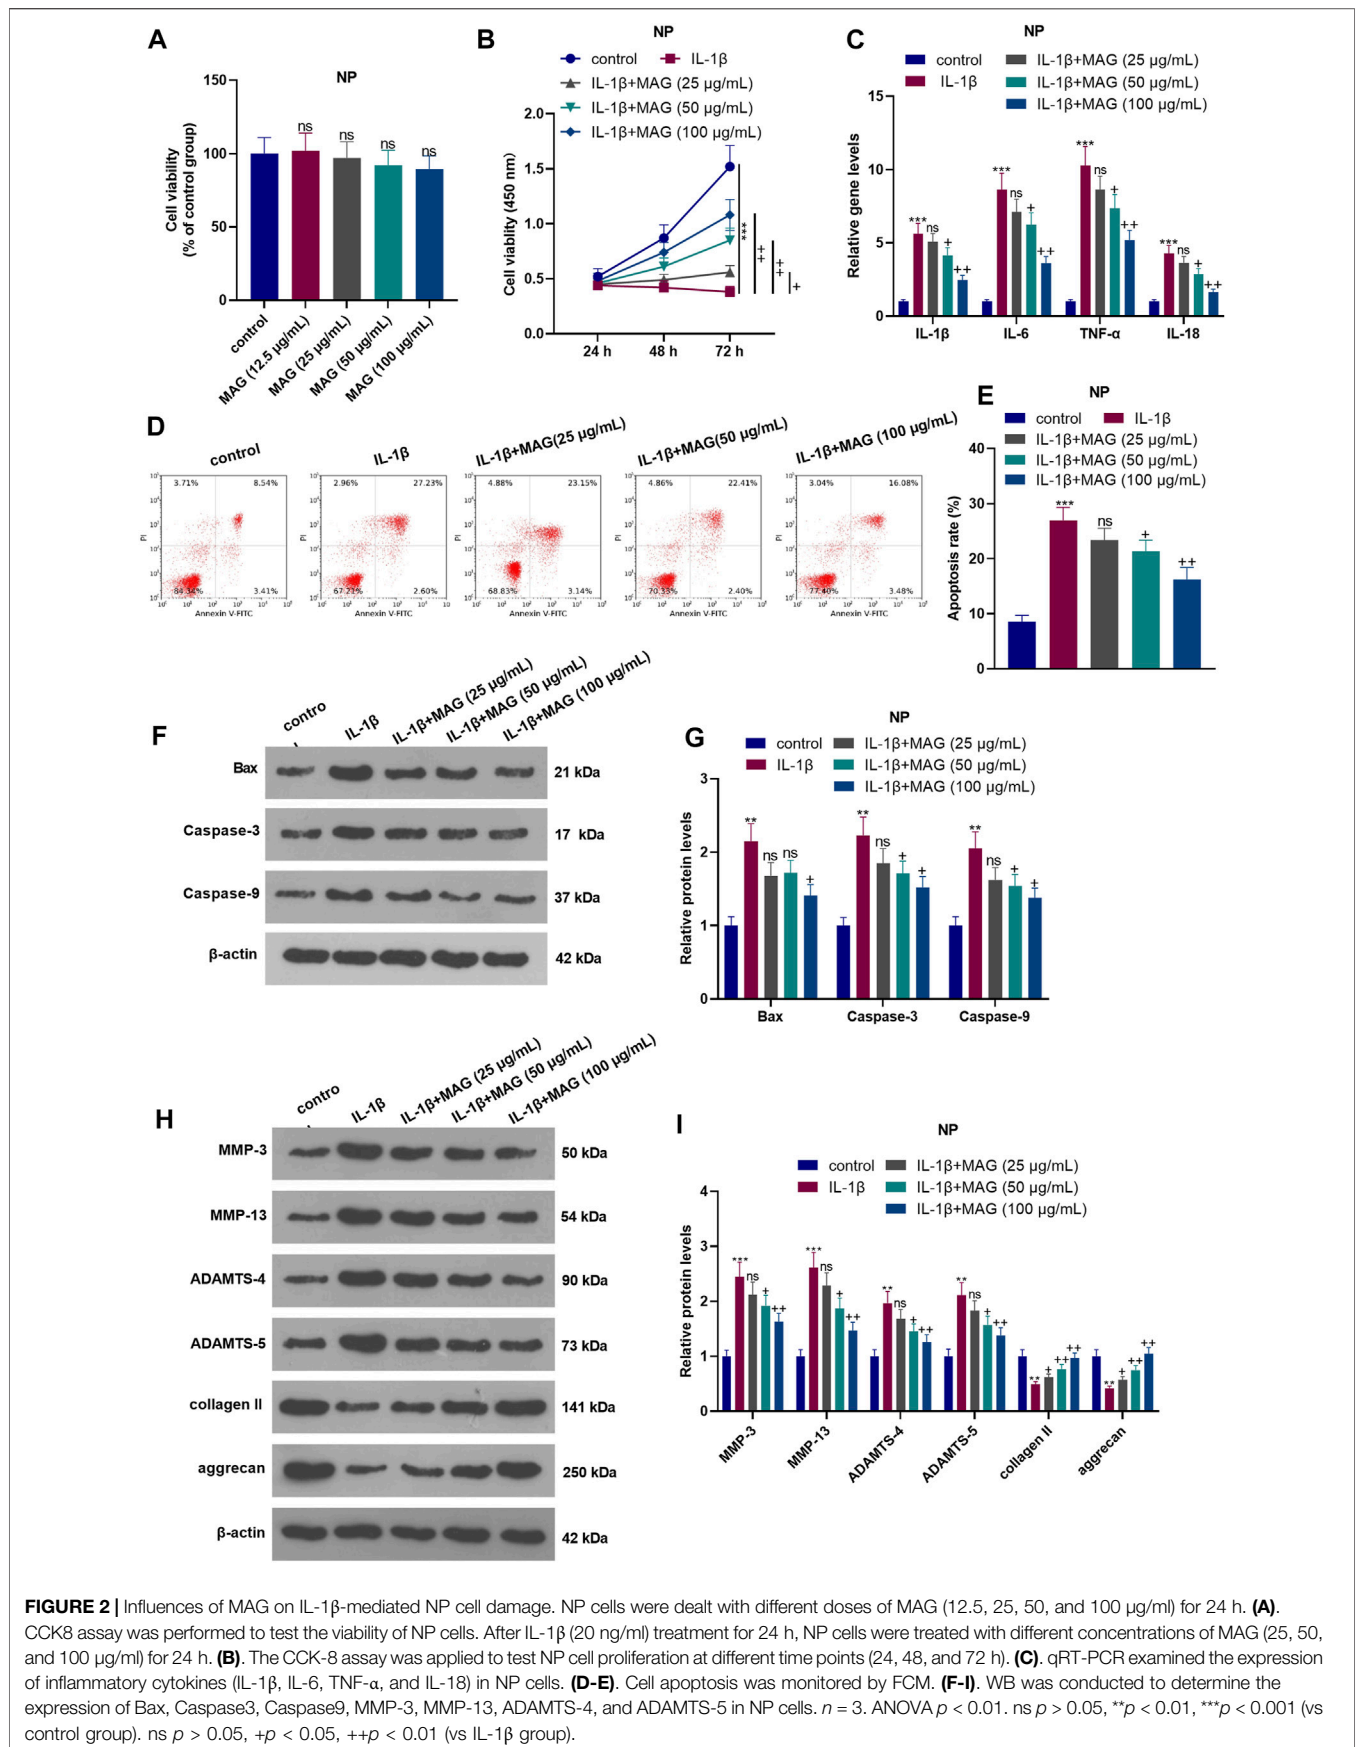 A
NP
Cell viability
(% of control group)
150
100
50
0
ns
ns
ns
ns
control
MAG (12.5 µg/mL)
MAG (25 µg/mL)
MAG (50 µg/mL)
MAG (100 µg/mL)
B
NP
control
IL-1β
IL-1β+MAG (25 µg/mL)
IL-1β+MAG (50 µg/mL)
IL-1β+MAG (100 µg/mL)
Cell viablity (450 nm)
2.0
1.5
1.0
0.5
0.0
24 h
48 h
72 h
***
++
++
+
C
NP
control
IL-1β
IL-1β+MAG (25 µg/mL)
IL-1β+MAG (50 µg/mL)
IL-1β+MAG (100 µg/mL)
Relative gene levels
15
10
5
0
*** ns + ++
*** ns + ++
*** ns + ++
*** ns + ++
IL-1β
IL-6
TNF-α
IL-18
D
control
IL-1β
IL-1β+MAG(25 µg/mL)
IL-1β+MAG(50 µg/mL)
IL-1β+MAG (100 µg/mL)
3.71% 8.54%
84.34% 3.41%
PI
Annexin V-FITC
2.96% 27.23%
67.21% 2.60%
PI
Annexin V-FITC
4.88% 23.15%
68.83% 3.14%
PI
Annexin V-FITC
4.86% 22.41%
70.33% 2.40%
PI
Annexin V-FITC
3.04% 16.08%
77.40% 3.48%
PI
Annexin V-FITC
E
NP
control
IL-1β
IL-1β+MAG (25 µg/mL)
IL-1β+MAG (50 µg/mL)
IL-1β+MAG (100 µg/mL)
Apoptosis rate (%)
40
30
20
10
0
***
ns
+
++
F
contro
l
IL-1β
IL-1β+MAG (25 µg/mL)
IL-1β+MAG (50 µg/mL)
IL-1β+MAG (100 µg/mL)
Bax 21 kDa
Caspase-3 17 kDa
Caspase-9 37 kDa
β-actin 42 kDa
G
NP
control
IL-1β
IL-1β+MAG (25 µg/mL)
IL-1β+MAG (50 µg/mL)
IL-1β+MAG (100 µg/mL)
Relative protein levels
3
2
1
0
** ns ns +
** ns + +
** ns + +
Bax
Caspase-3
Caspase-9
H
contro
l
IL-1β
IL-1β+MAG (25 µg/mL)
IL-1β+MAG (50 µg/mL)
IL-1β+MAG (100 µg/mL)
MMP-3 50 kDa
MMP-13 54 kDa
ADAMTS-4 90 kDa
ADAMTS-5 73 kDa
collagen II 141 kDa
aggrecan 250 kDa
β-actin 42 kDa
I
NP
control
IL-1β
IL-1β+MAG (25 µg/mL)
IL-1β+MAG (50 µg/mL)
IL-1β+MAG (100 µg/mL)
Relative protein levels
4
3
2
1
0
*** ns + ++
*** ns + ++
** ns + ++
** ns + ++
** + ++ ++
** + ++ ++
MMP-3
MMP-13
ADAMTS-4
ADAMTS-5
collagen II
aggrecan
FIGURE 2 | Influences of MAG on IL-1β-mediated NP cell damage. NP cells were dealt with different doses of MAG (12.5, 25, 50, and 100 µg/ml) for 24 h. (A).
CCK8 assay was performed to test the viability of NP cells. After IL-1β (20 ng/ml) treatment for 24 h, NP cells were treated with different concentrations of MAG (25, 50,
and 100 µg/ml) for 24 h. (B). The CCK-8 assay was applied to test NP cell proliferation at different time points (24, 48, and 72 h). (C). qRT-PCR examined the expression
of inflammatory cytokines (IL-1β, IL-6, TNF-α, and IL-18) in NP cells. (D-E). Cell apoptosis was monitored by FCM. (F-I). WB was conducted to determine the
expression of Bax, Caspase3, Caspase9, MMP-3, MMP-13, ADAMTS-4, and ADAMTS-5 in NP cells. n = 3. ANOVA p < 0.01. ns p > 0.05, **p < 0.01, ***p < 0.001 (vs
control group). ns p > 0.05, +p < 0.05, ++p < 0.01 (vs IL-1β group).